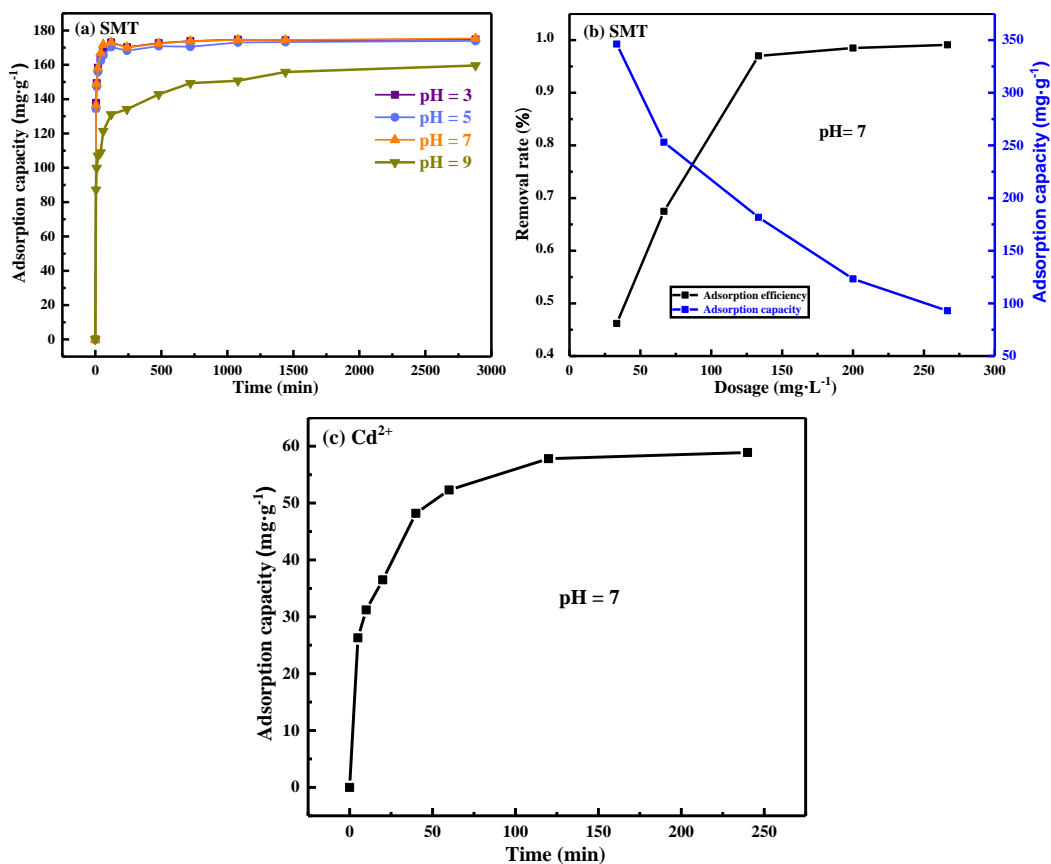 (a) SMT
Adsorption capacity (mg·g⁻¹)
180
160
140
120
100
80
60
40
20
0
pH = 3
pH = 5
pH = 7
pH = 9
0 500 1000 1500 2000 2500 3000
Time (min)
(b) SMT
Removal rate (%)
1.0
0.9
0.8
0.7
0.6
0.5
0.4
pH= 7
Adsorption efficiency
Adsorption capacity
350
300
250
200
150
100
50
Adsorption capacity (mg·g⁻¹)
0 50 100 150 200 250 300
Dosage (mg·L⁻¹)
(c) Cd²⁺
Adsorption capacity (mg·g⁻¹)
60
50
40
30
20
10
0
pH = 7
0 50 100 150 200 250
Time (min)